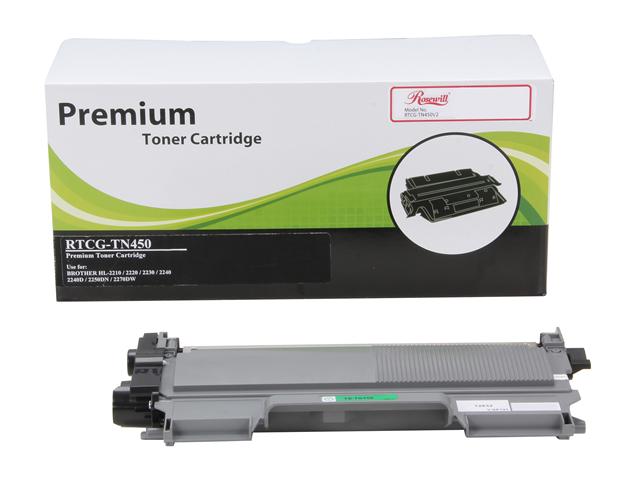 Premium
Toner Cartridge
Rosewill
Model No.
RTCG-TN450V2
RTCG-TN450
Premium Toner Cartridge
Use for:
BROTHER HL-2210 / 2220 / 2230 / 2240
2240D / 2250DN / 2270DW